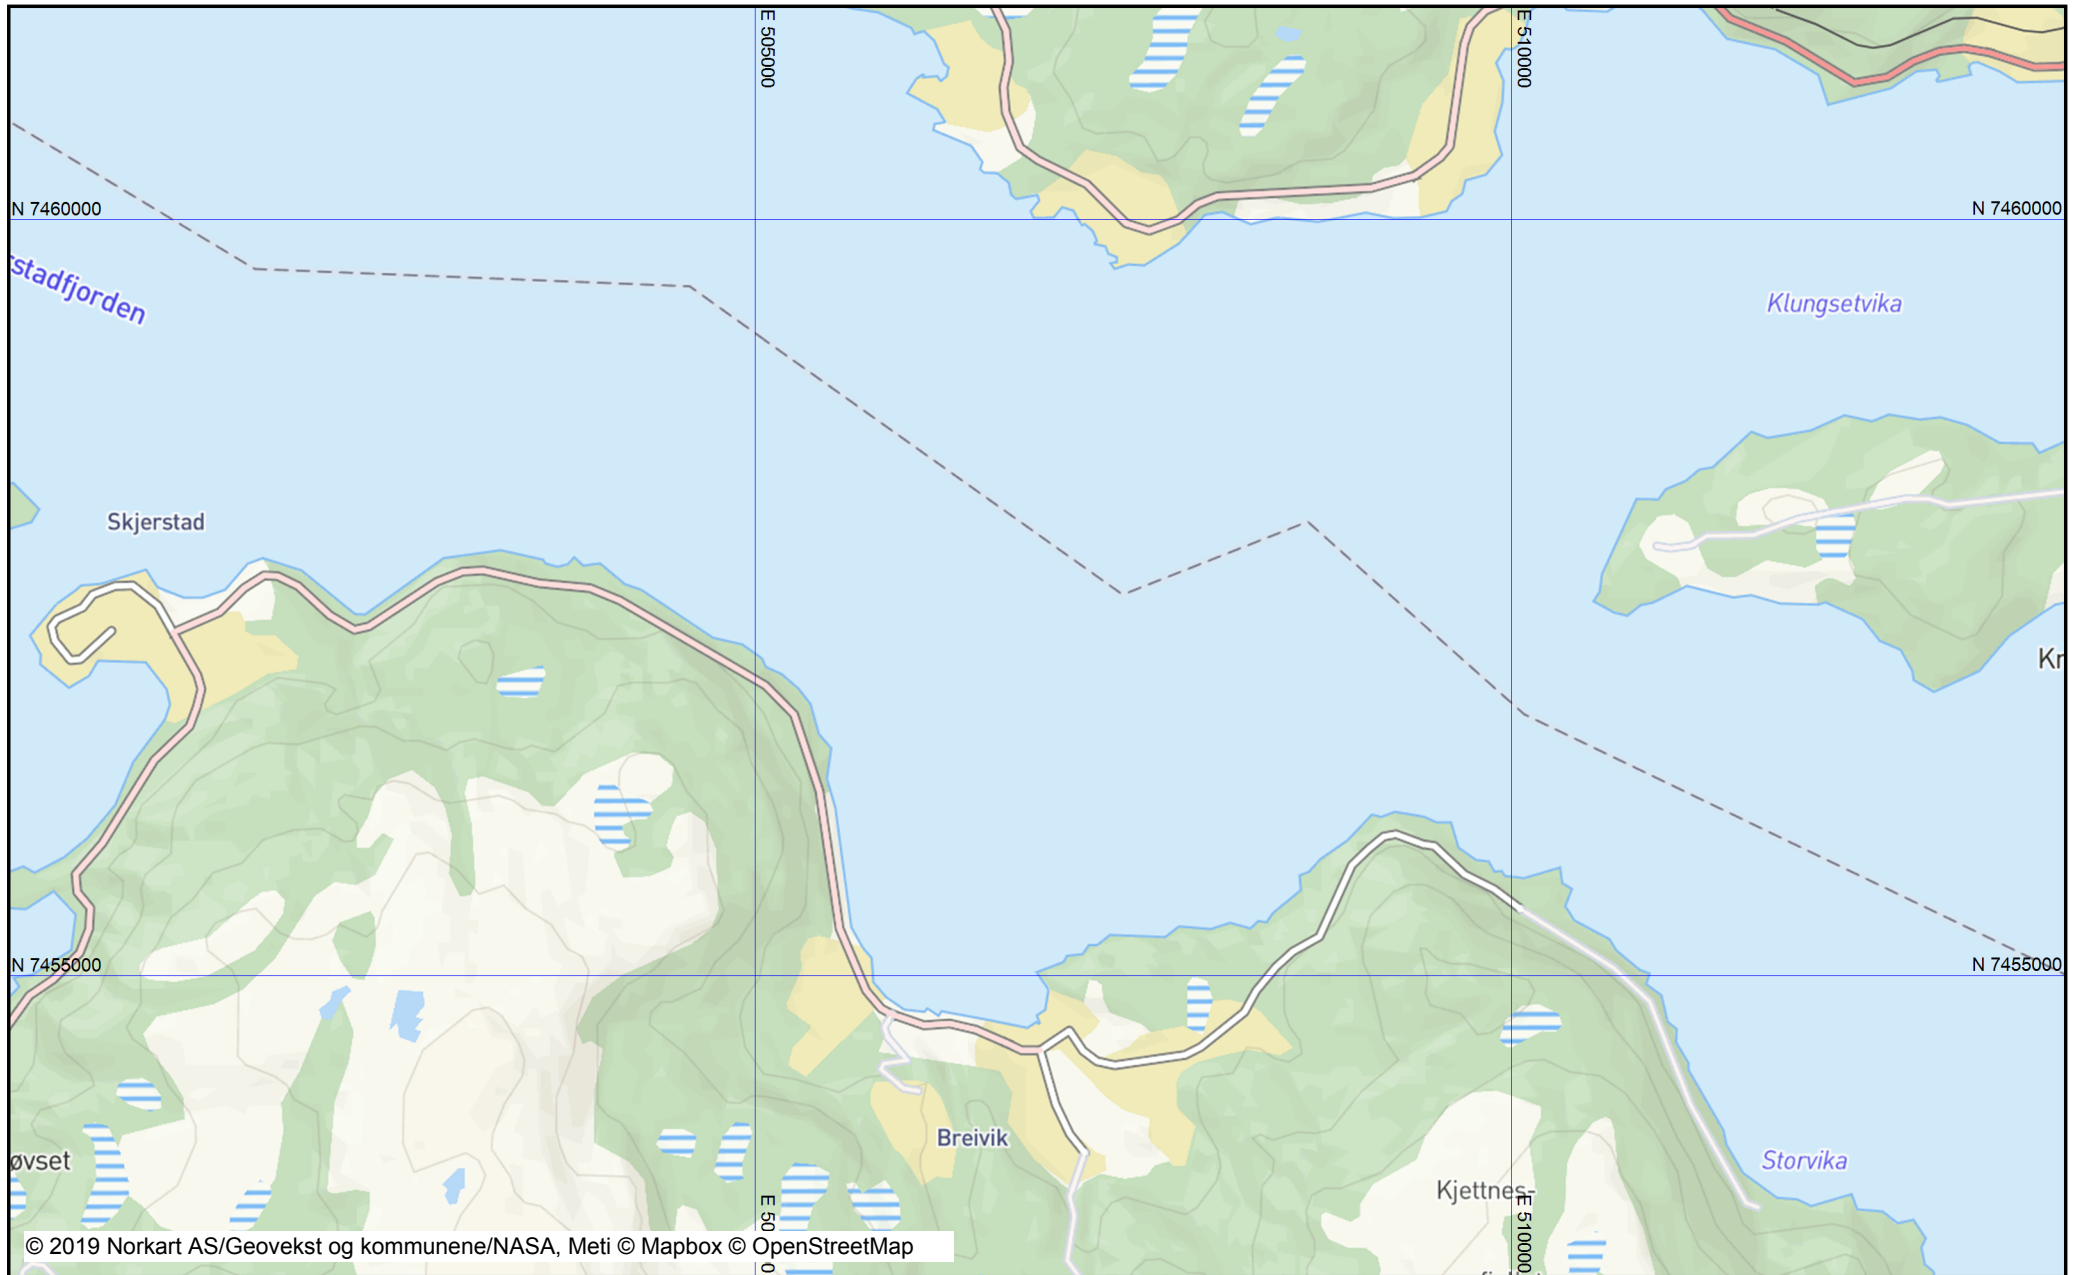 E 505000
E 510000
N 7460000
N 7460000
stadfjorden
Klungsetvika
Skjerstad
Kr
N 7455000
N 7455000
Breivik
øvset
Storvika
Kjettnes-
E 510000
© 2019 Norkart AS/Geovekst og kommunene/NASA, Meti © Mapbox © OpenStreetMap